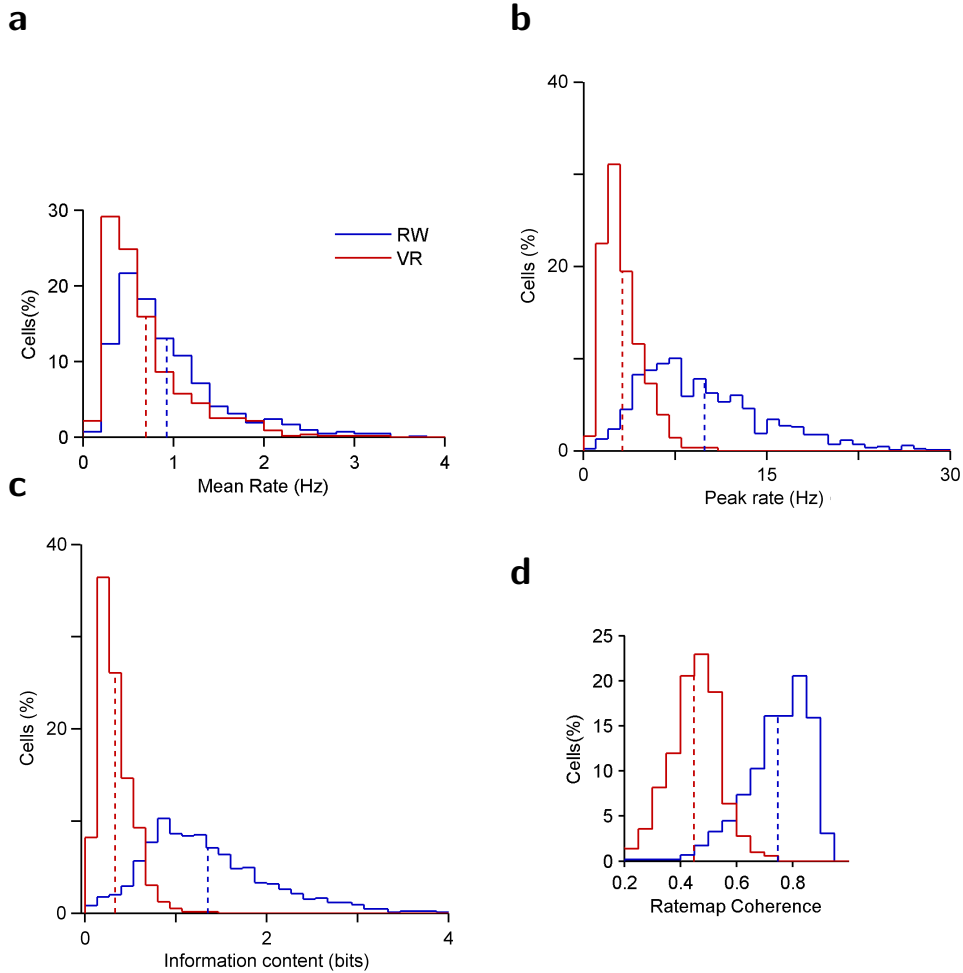 a
30
20
10
0
Cells(%)
RW
VR
0 1 2 3 4
Mean Rate (Hz)
b
40
20
0
Cells (%)
0 15 30
Peak rate (Hz)
c
40
20
0
Cells (%)
0 2 4
Information content (bits)
d
25
20
15
10
5
0
Cells(%)
0.2 0.4 0.6 0.8
Ratemap Coherence